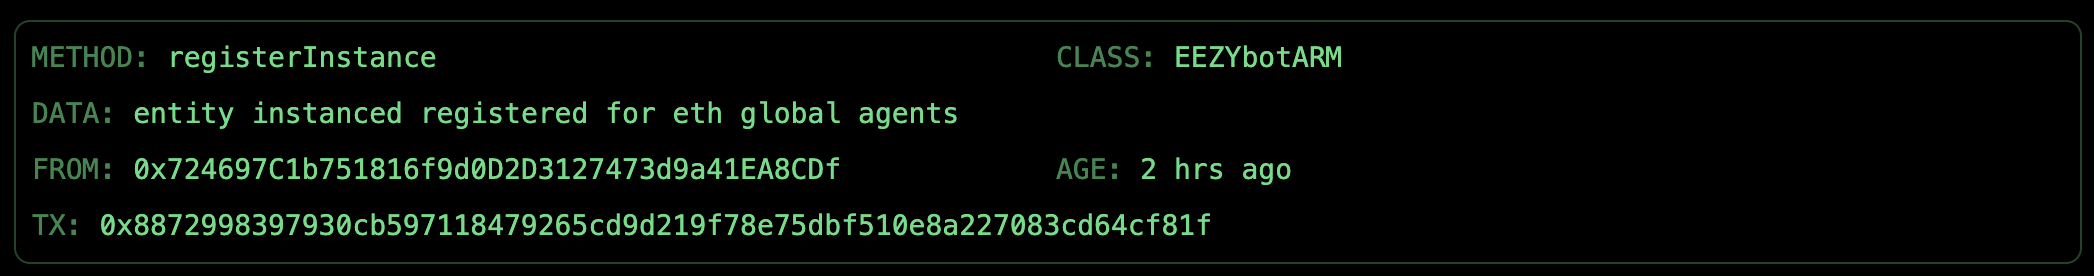 METHOD: registerInstance CLASS: EEZYbotARM
DATA: entity instanced registered for eth global agents
FROM: 0x724697C1b751816f9d0D2D3127473d9a41EA8CDf AGE: 2 hrs ago
TX: 0x8872998397930cb597118479265cd9d219f78e75dbf510e8a227083cd64cf81f